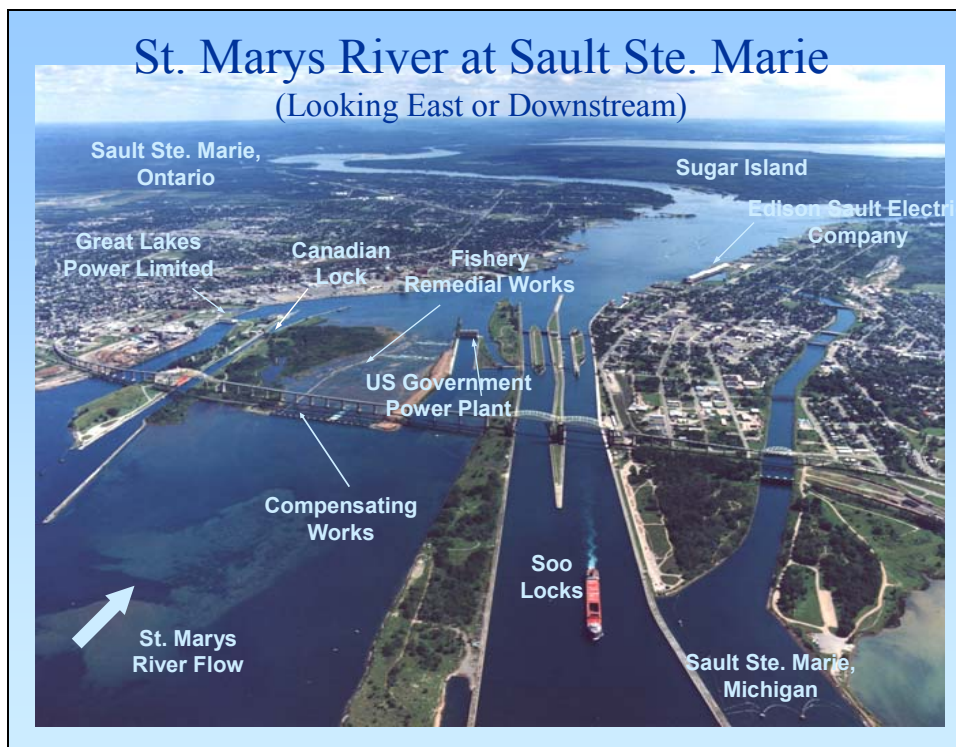 St. Marys River at Sault Ste. Marie
(Looking East or Downstream)
Sault Ste. Marie,
Ontario
Sugar Island
Edison Sault Electri
Company
Great Lakes
Power Limited
Canadian
Lock
Fishery
Remedial Works
US Government
Power Plant
Compensating
Works
Soo
Locks
St. Marys
River Flow
Sault Ste. Marie,
Michigan